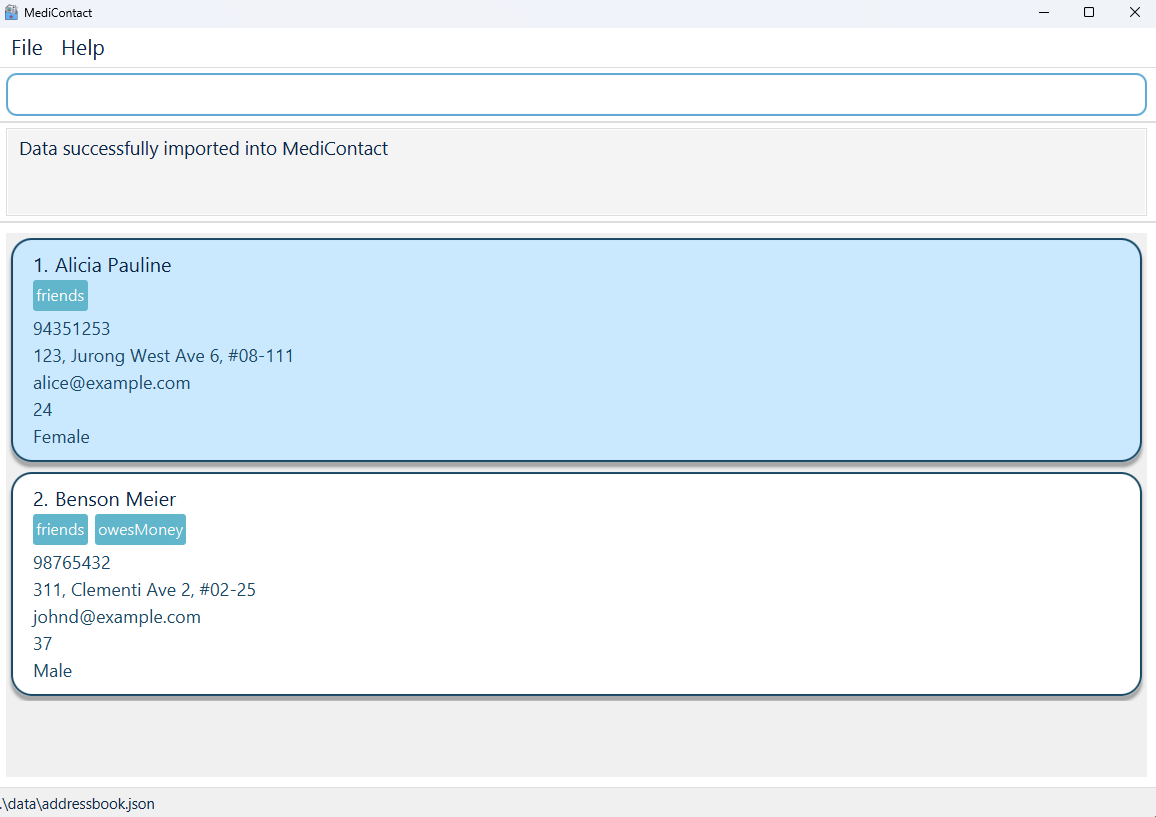 MediContact
File Help
Data successfully imported into MediContact
1. Alicia Pauline
friends
94351253
123, Jurong West Ave 6, #08-111
alice@example.com
24
Female
2. Benson Meier
friends owesMoney
98765432
311, Clementi Ave 2, #02-25
johnd@example.com
37
Male
.\data\addressbook.json